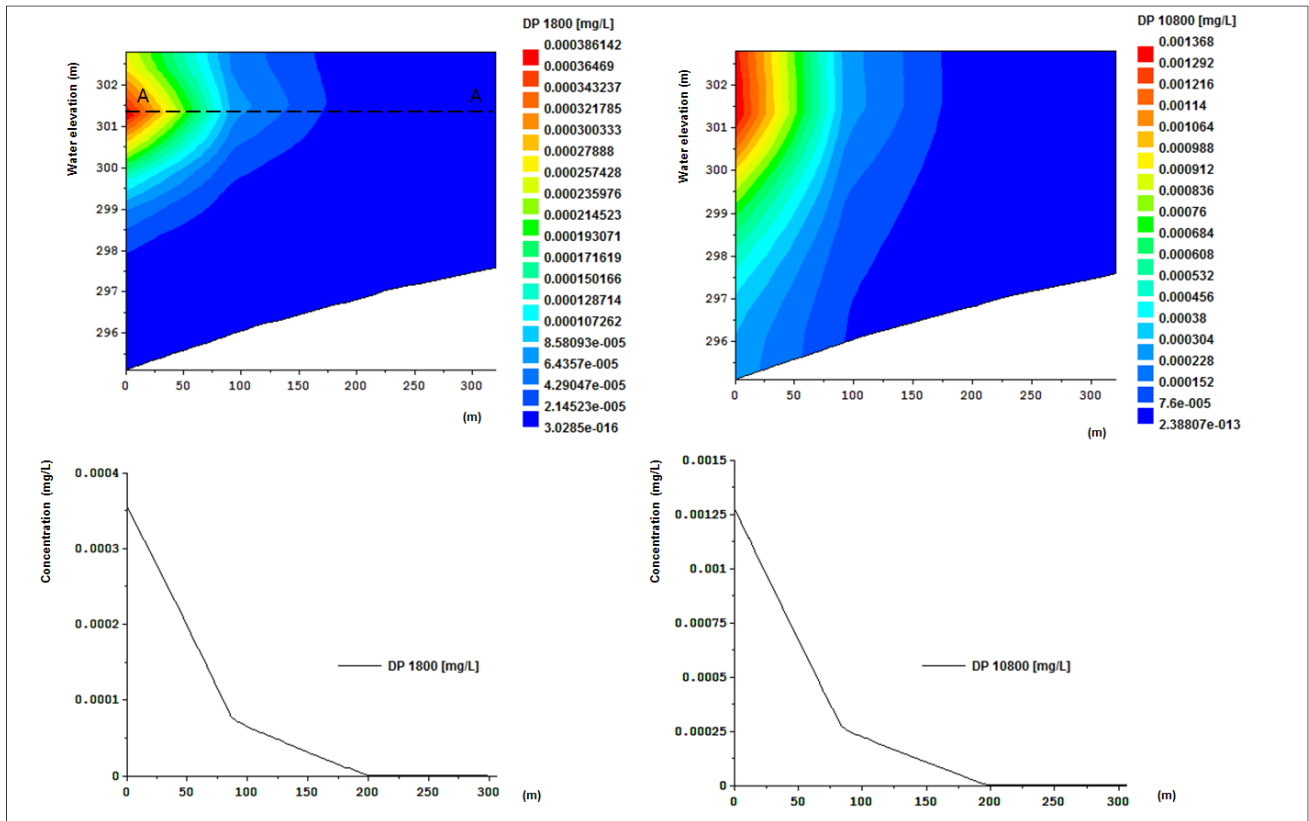 DP 1800 [mg/L]
0.000386142
0.00036469
0.000343237
0.000321785
0.000300333
0.00027888
0.000257428
0.000235976
0.000214523
0.000193071
0.000171619
0.000150166
0.000128714
0.000107262
8.58093e-005
6.4357e-005
4.29047e-005
2.14523e-005
3.0285e-016
Water elevation (m)
302
301
300
299
298
297
296
A A
0 50 100 150 200 250 300
(m)
DP 10800 [mg/L]
0.001368
0.001292
0.001216
0.00114
0.001064
0.000988
0.000912
0.000836
0.00076
0.000684
0.000608
0.000532
0.000456
0.00038
0.000304
0.000228
0.000152
7.6e-005
2.38807e-013
Water elevation (m)
302
301
300
299
298
297
296
0 50 100 150 200 250 300
(m)
Concentration (mg/L)
0.0004
0.0003
0.0002
0.0001
0
DP 1800 [mg/L]
0 50 100 150 200 250 300
(m)
Concentration (mg/L)
0.0015
0.00125
0.001
0.00075
0.0005
0.00025
0
DP 10800 [mg/L]
0 50 100 150 200 250 300
(m)